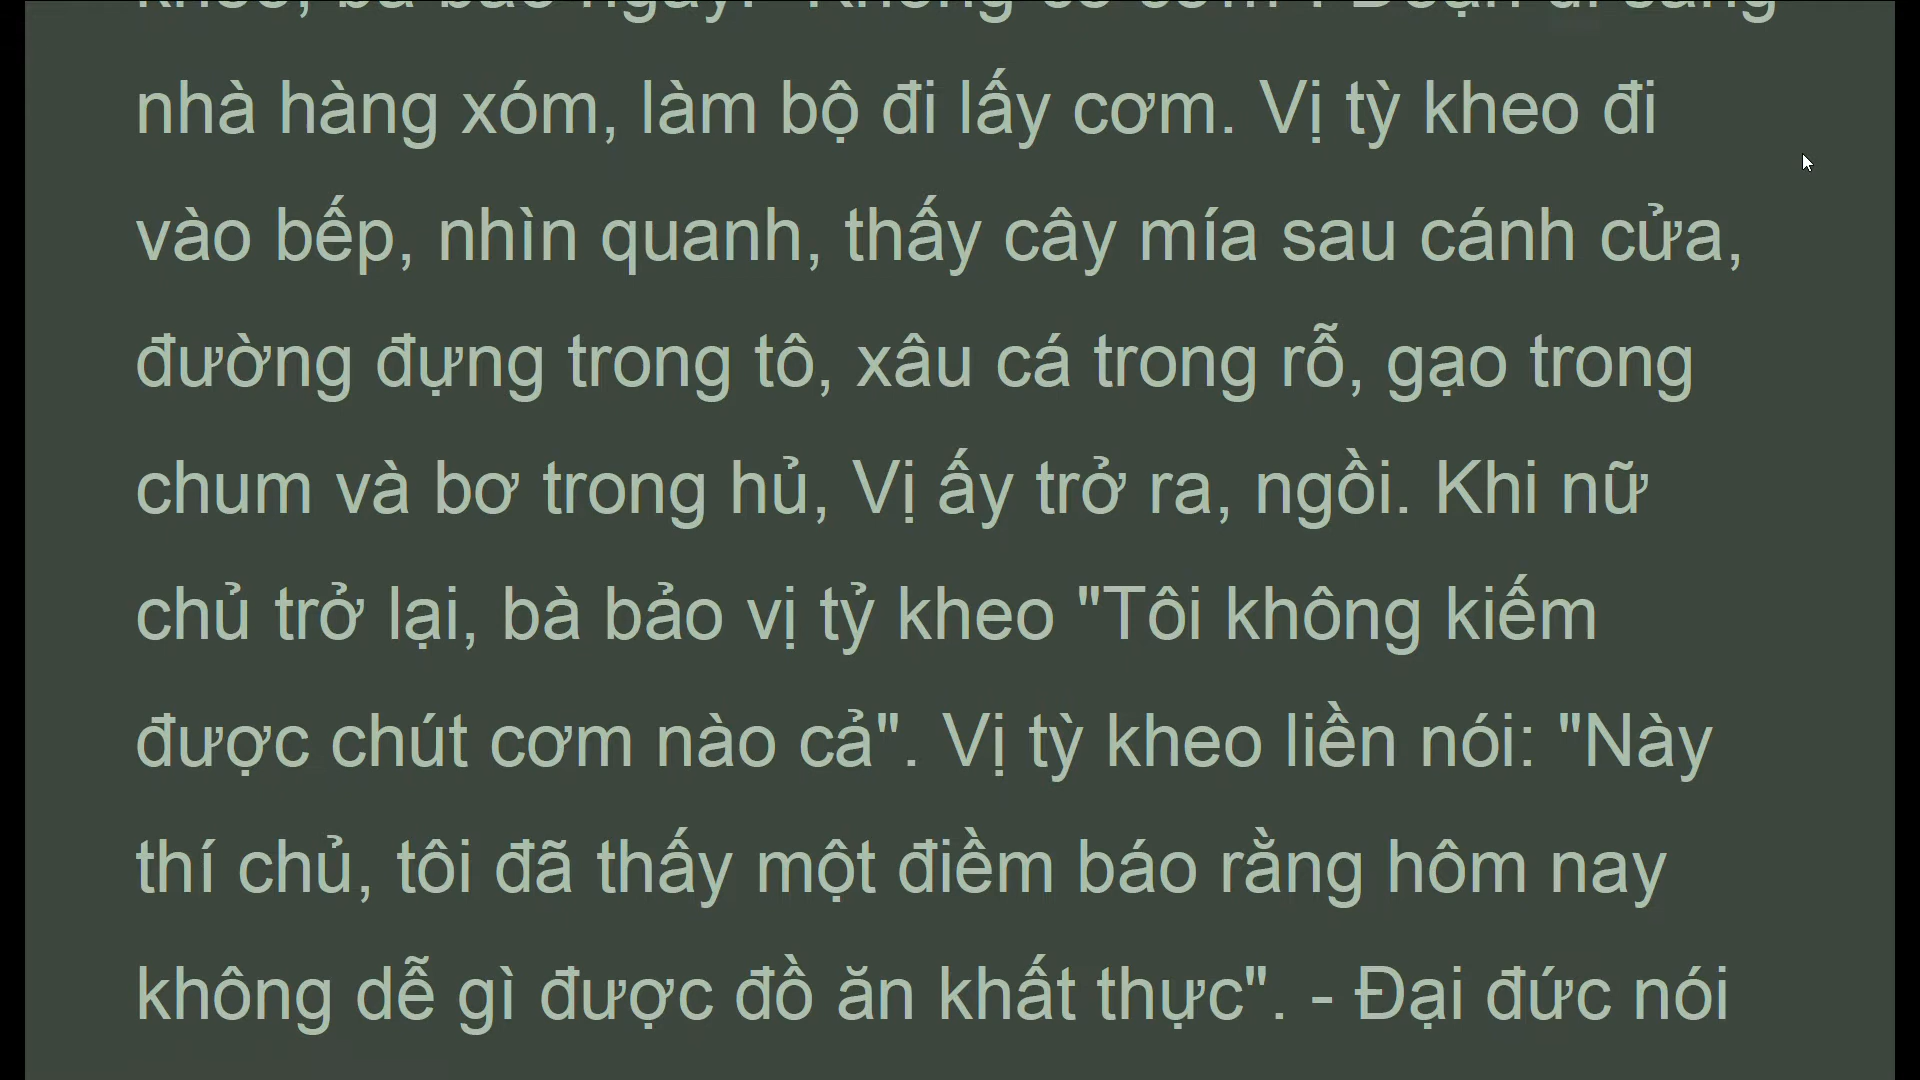 nhà hàng xóm, làm bộ đi lấy cơm. Vị tỳ kheo đi
vào bếp, nhìn quanh, thấy cây mía sau cánh cửa,
đường đựng trong tô, xâu cá trong rỗ, gạo trong
chum và bơ trong hủ, Vị ấy trở ra, ngồi. Khi nữ
chủ trở lại, bà bảo vị tỷ kheo "Tôi không kiếm
được chút cơm nào cả". Vị tỳ kheo liền nói: "Này
thí chủ, tôi đã thấy một điềm báo rằng hôm nay
không dễ gì được đồ ăn khất thực". - Đại đức nói